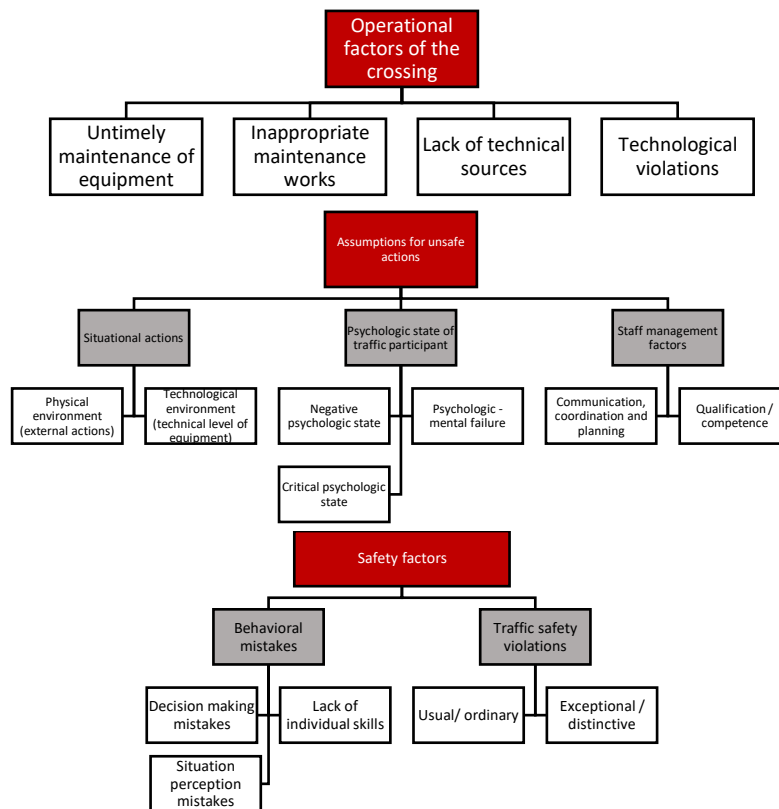 Operational
factors of the
crossing
Untimely
maintenance of
equipment
Inappropriate
maintenance
works
Lack of technical
sources
Technological
violations
Assumptions for unsafe
actions
Situational actions
Psychologic state of
traffic participant
Staff management
factors
Physical
environment
(external actions)
Technological
environment
(technical level of
equipment)
Negative
psychologic state
Psychologic -
mental failure
Communication,
coordination and
planning
Qualification /
competence
Critical psychologic
state
Safety factors
Behavioral
mistakes
Traffic safety
violations
Decision making
mistakes
Lack of
individual skills
Usual/ ordinary
Exceptional /
distinctive
Situation
perception
mistakes